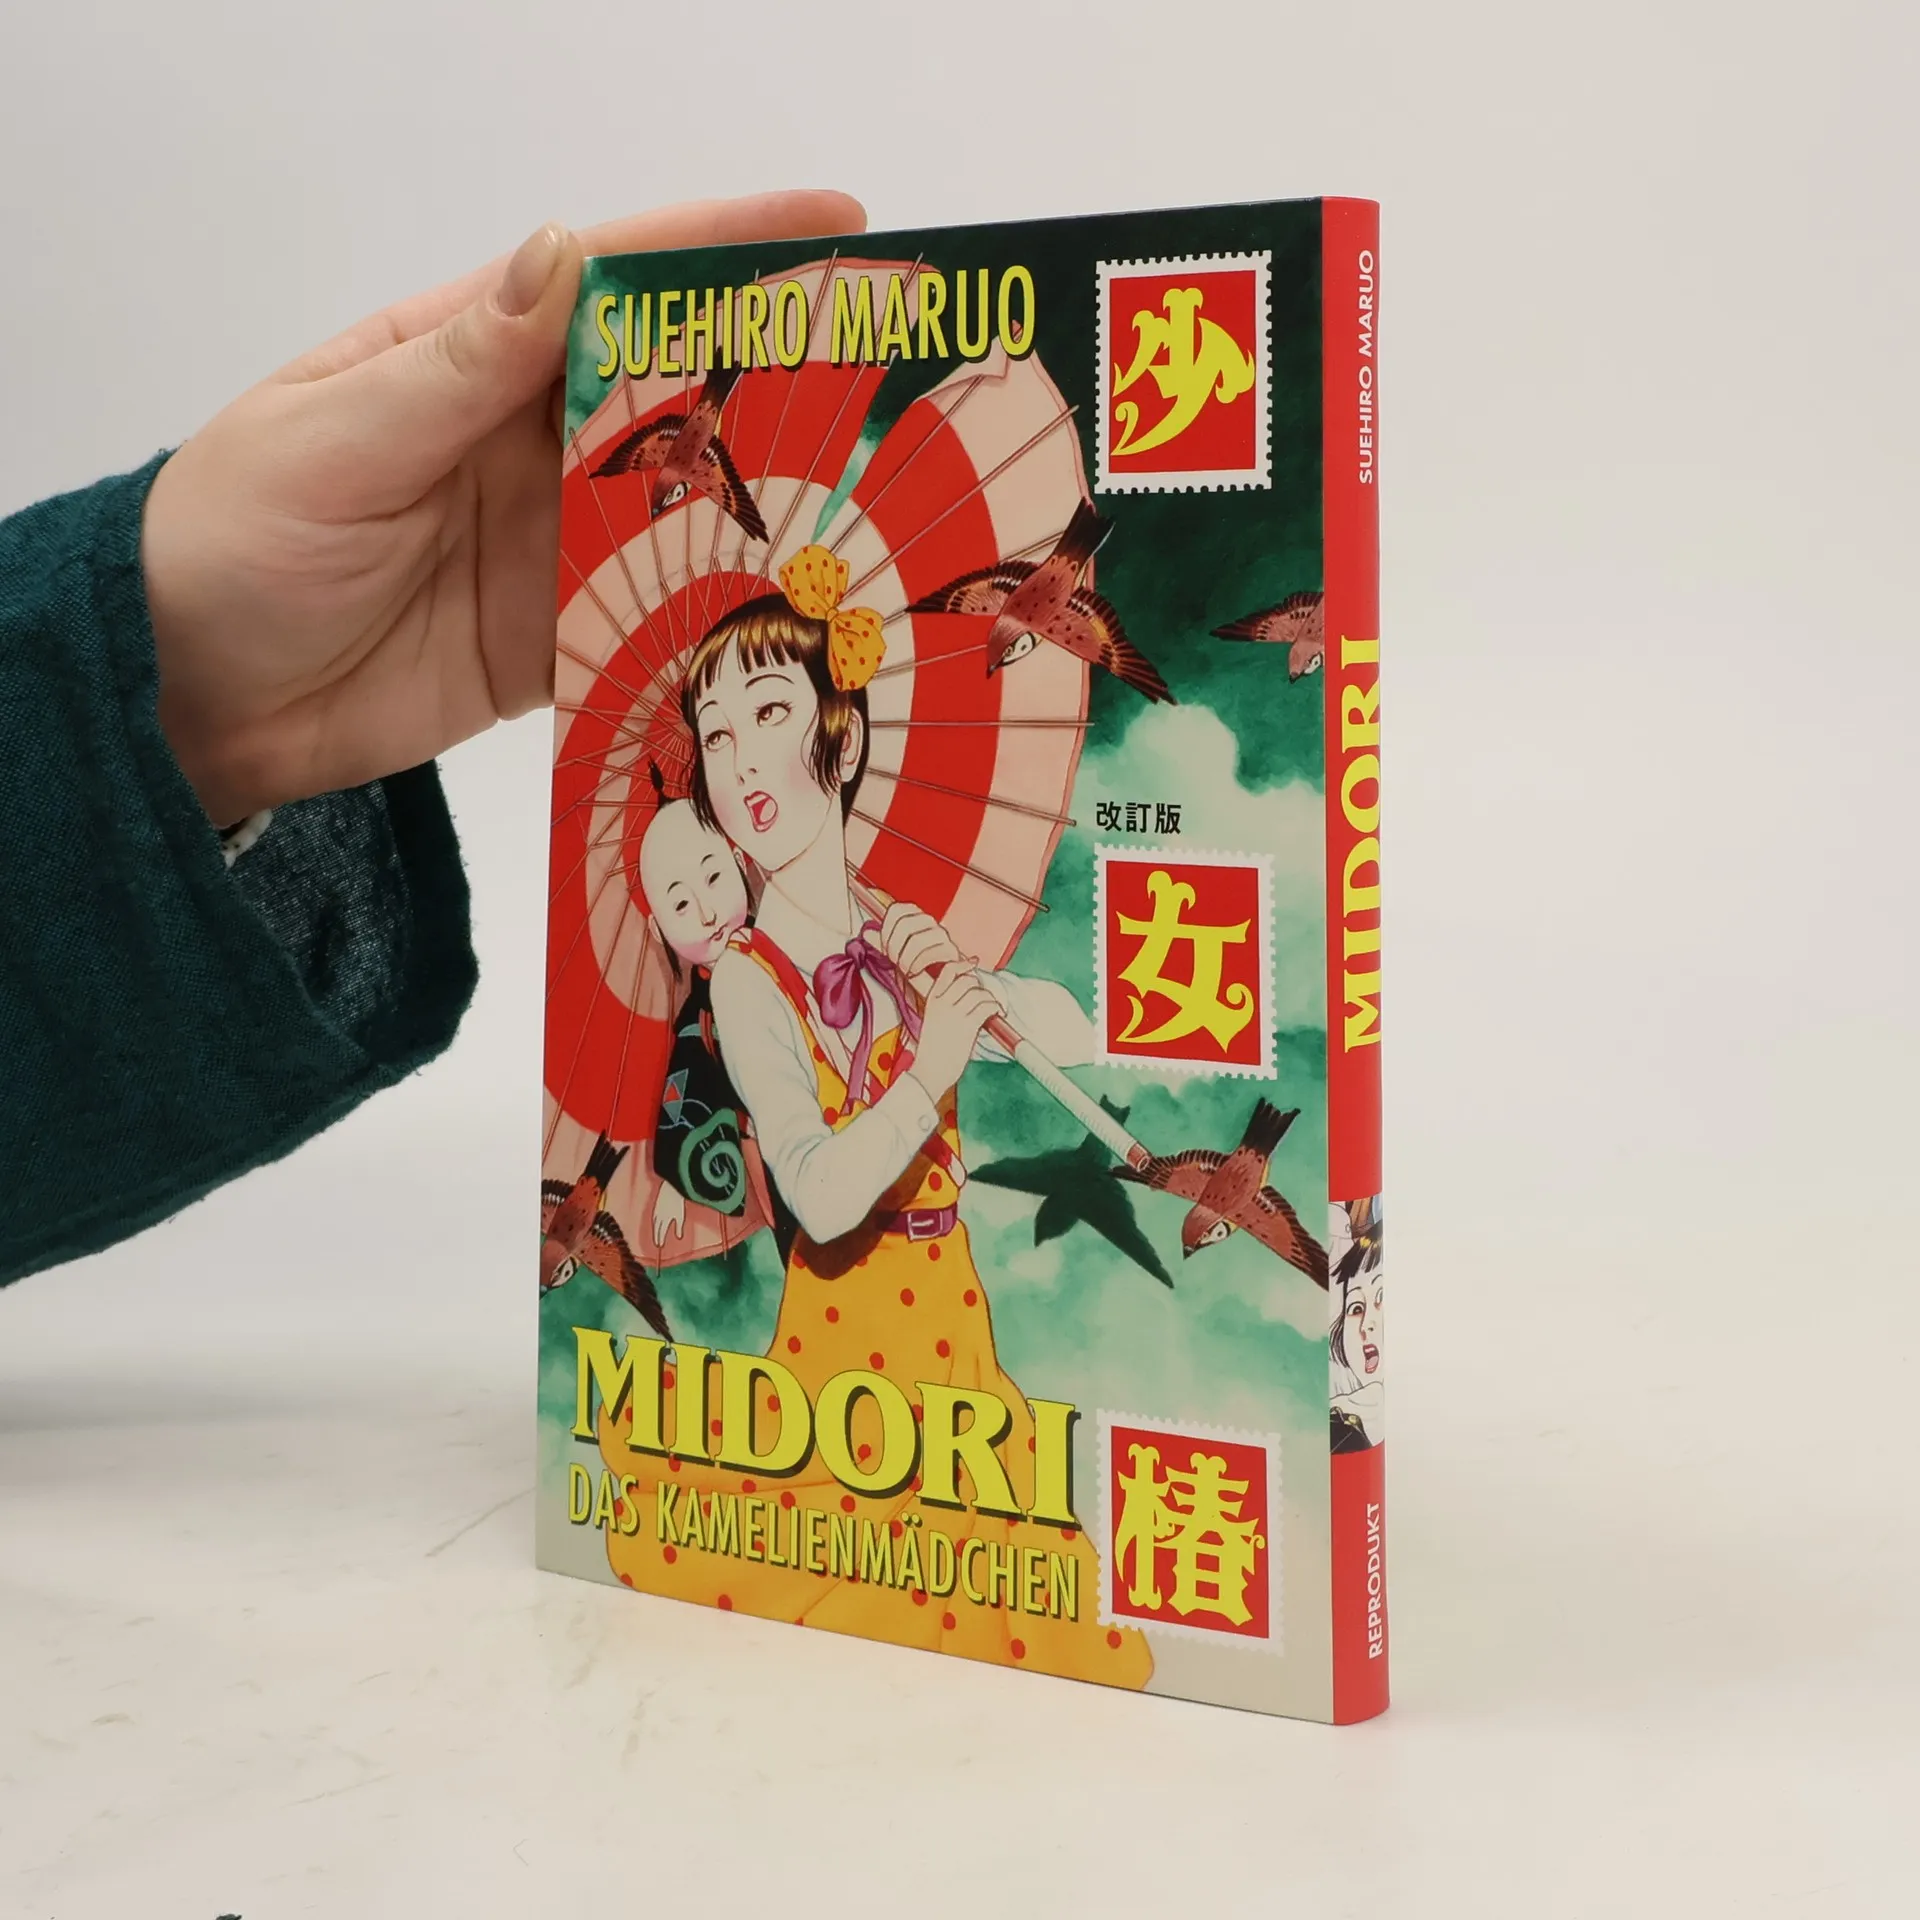 SUEHIRO MARUO
少
改訂版
女
椿
MIDORI
DAS KAMELIENMÄDCHEN
SUEHIRO MARUO
MIDORI
REPRODUKT